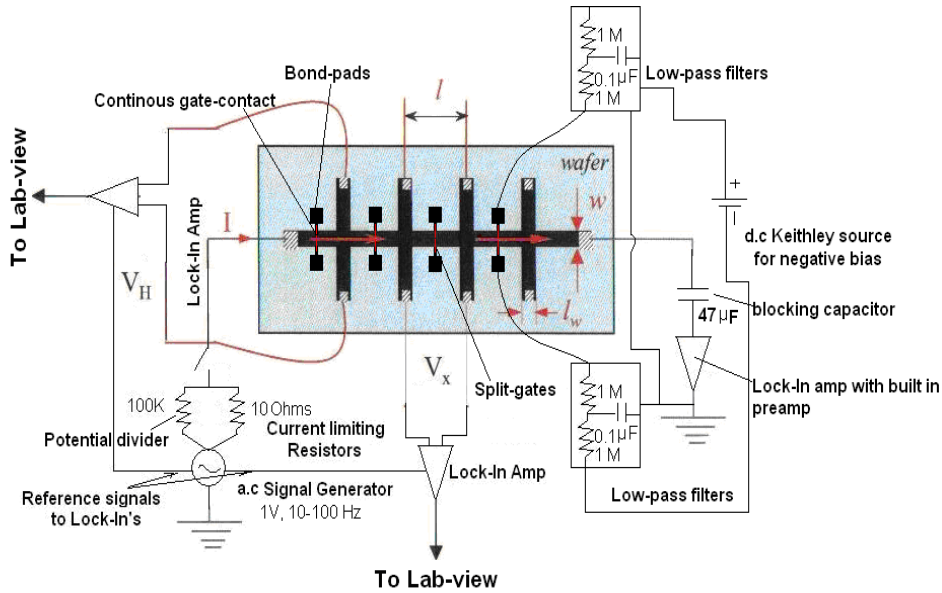 1 M
0.1µF
1M
Low-pass filters
Bond-pads
Continous gate-contact
l
wafer
w
To Lab-view
Lock-In Amp
I
+
−
d.c Keithley source
for negative bias
V_H
l_w
blocking capacitor
47µF
V_x
Split-gates
Lock-In amp with built in
preamp
100K
10 Ohms
Potential divider
Current limiting
Resistors
1 M
0.1µF
1M
Lock-In Amp
Reference signals
to Lock-In's
a.c Signal Generator
1V, 10-100 Hz
Low-pass filters
To Lab-view